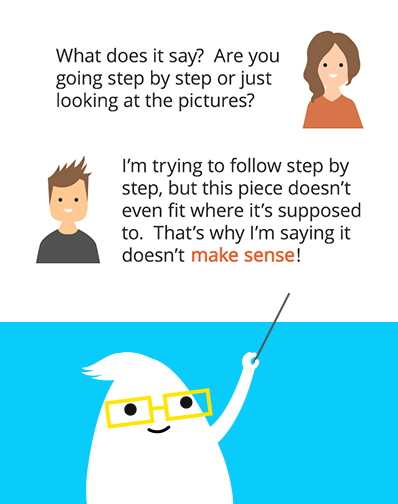 What does it say?  Are you
going step by step or just
looking at the pictures?
I’m trying to follow step by
step, but this piece doesn’t
even fit where it’s supposed
to.  That’s why I’m saying it
doesn’t make sense!